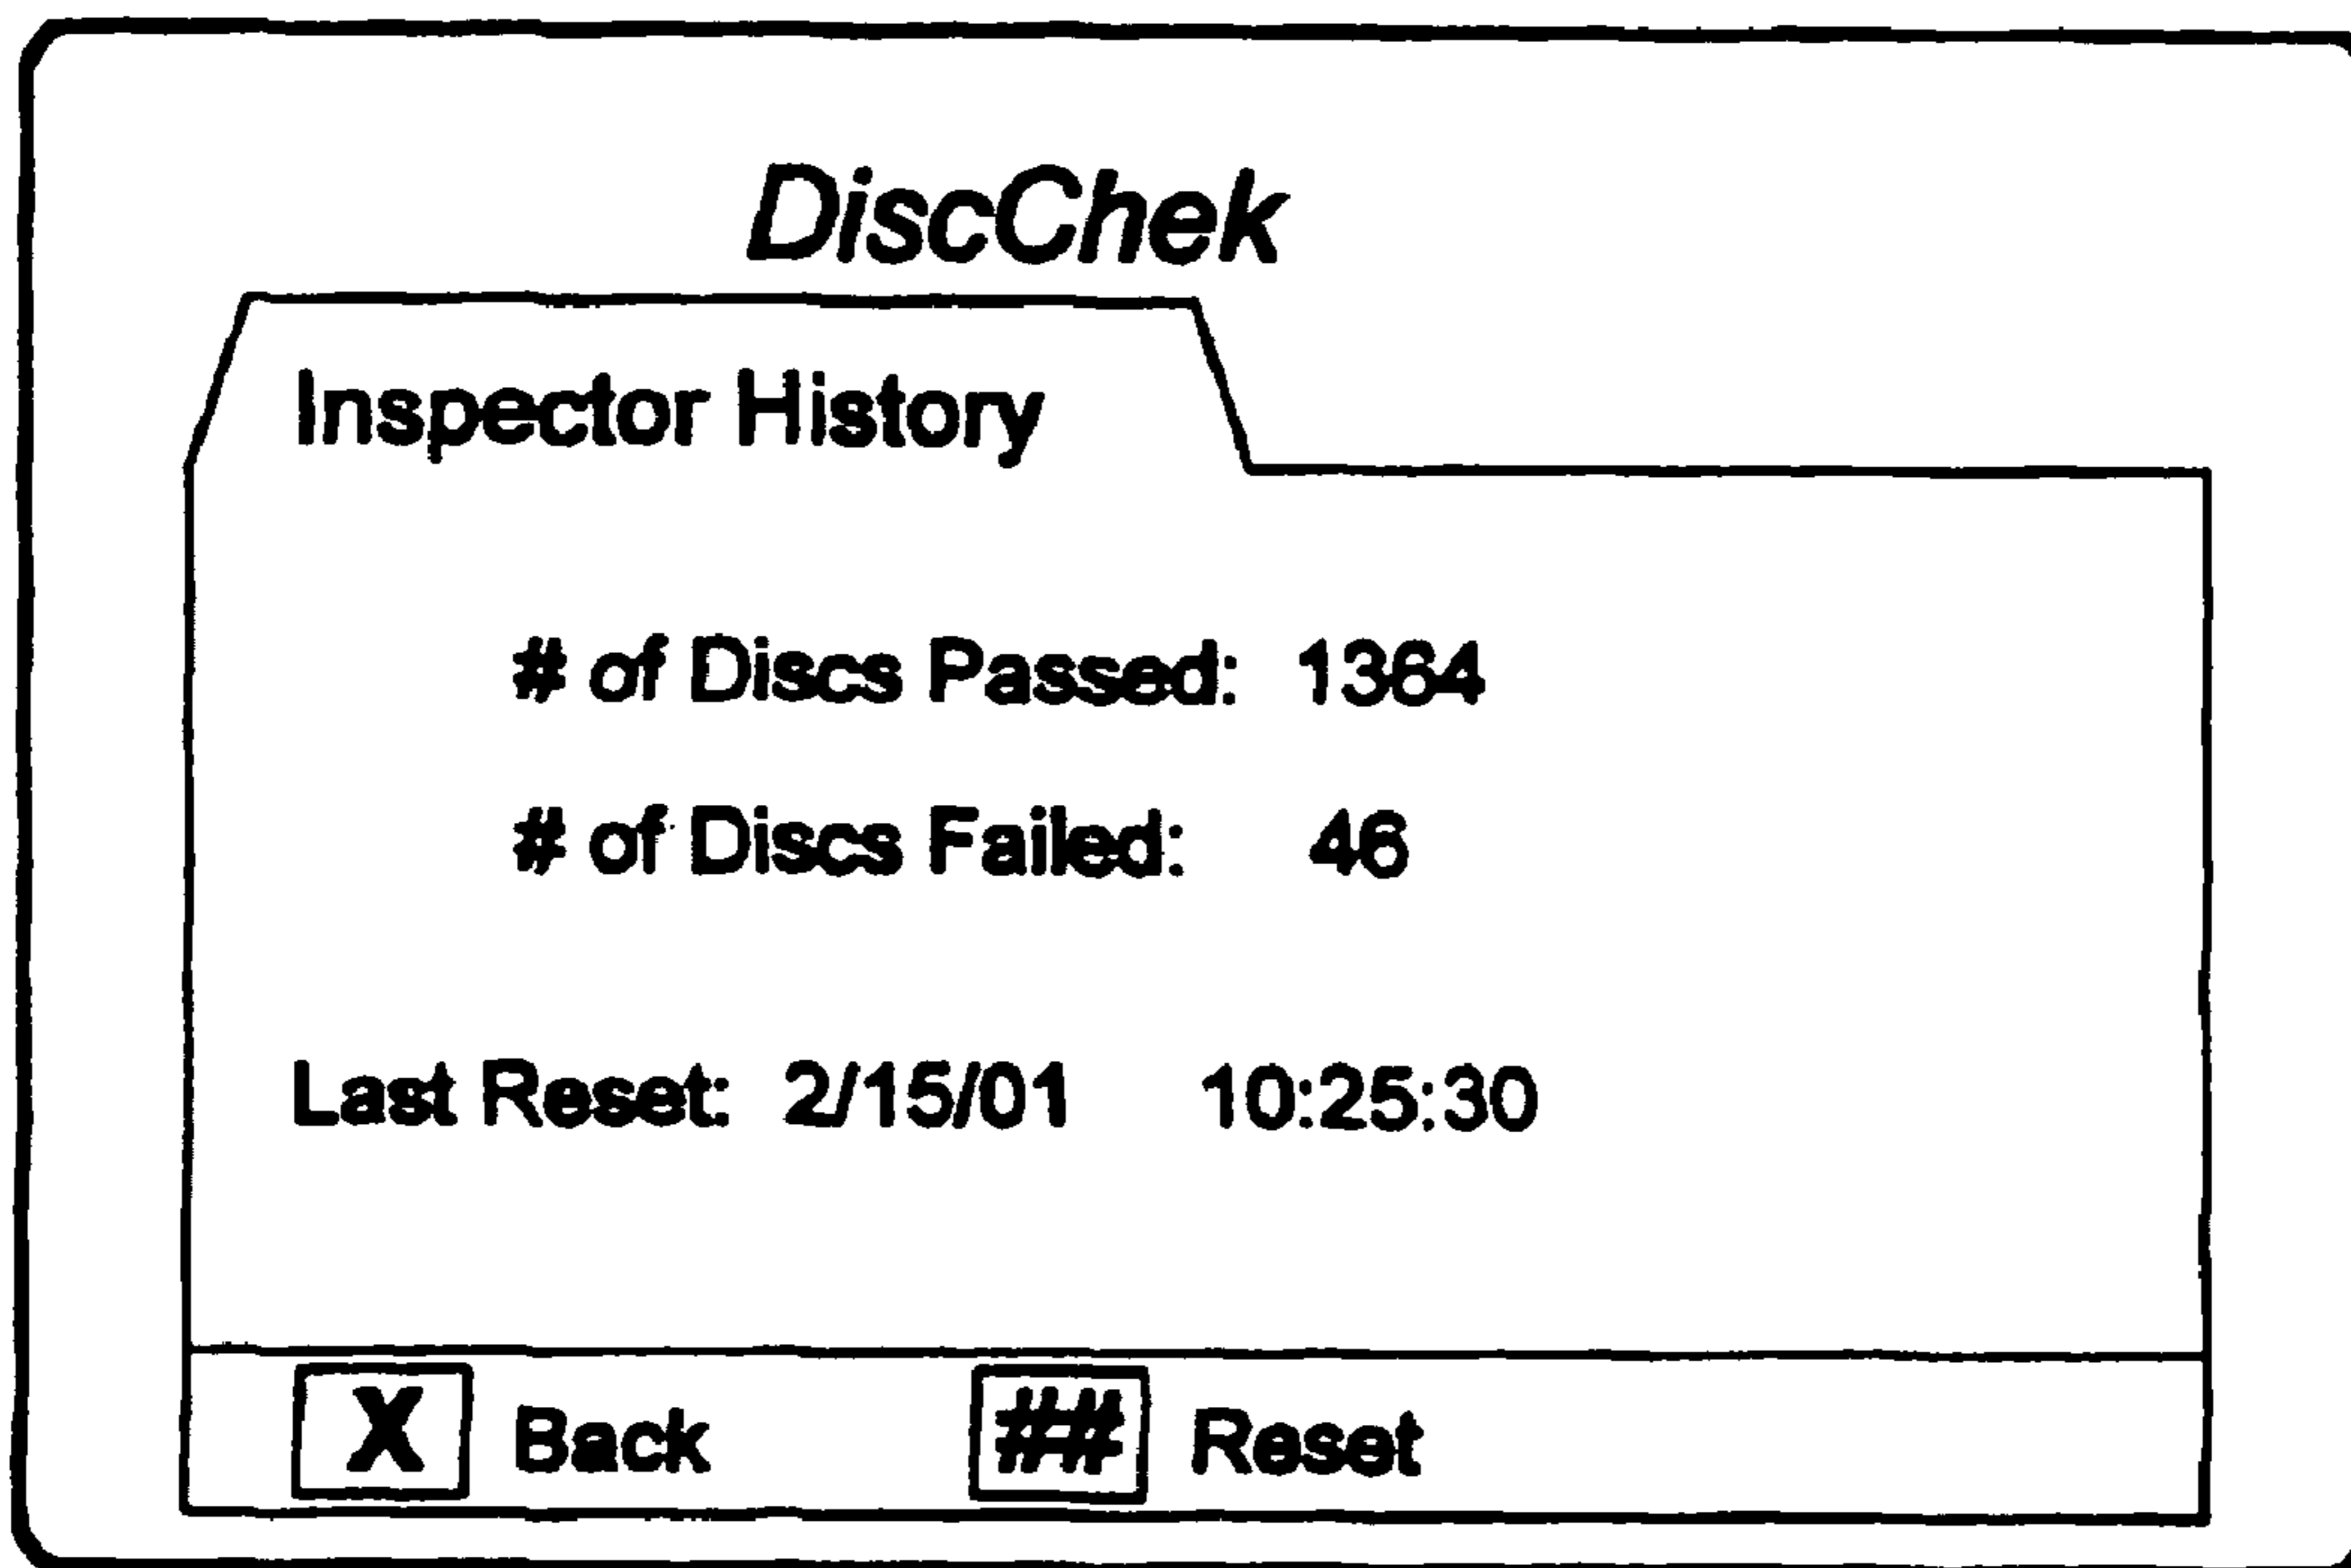 DiscChek
Inspector History
# of Discs Passed: 1364
# of Discs Failed: 46
Last Reset: 2/15/01 10:25:30
X Back ## Reset